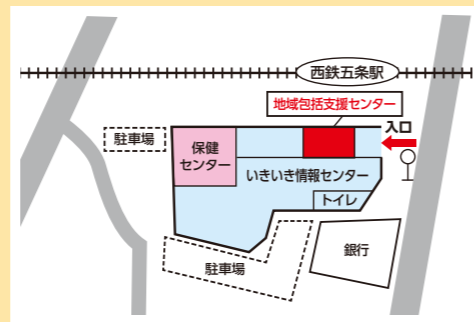 西鉄五条駅
地域包括支援センター
入口
駐車場
保健
センター
いきいき情報センター
トイレ
銀行
駐車場